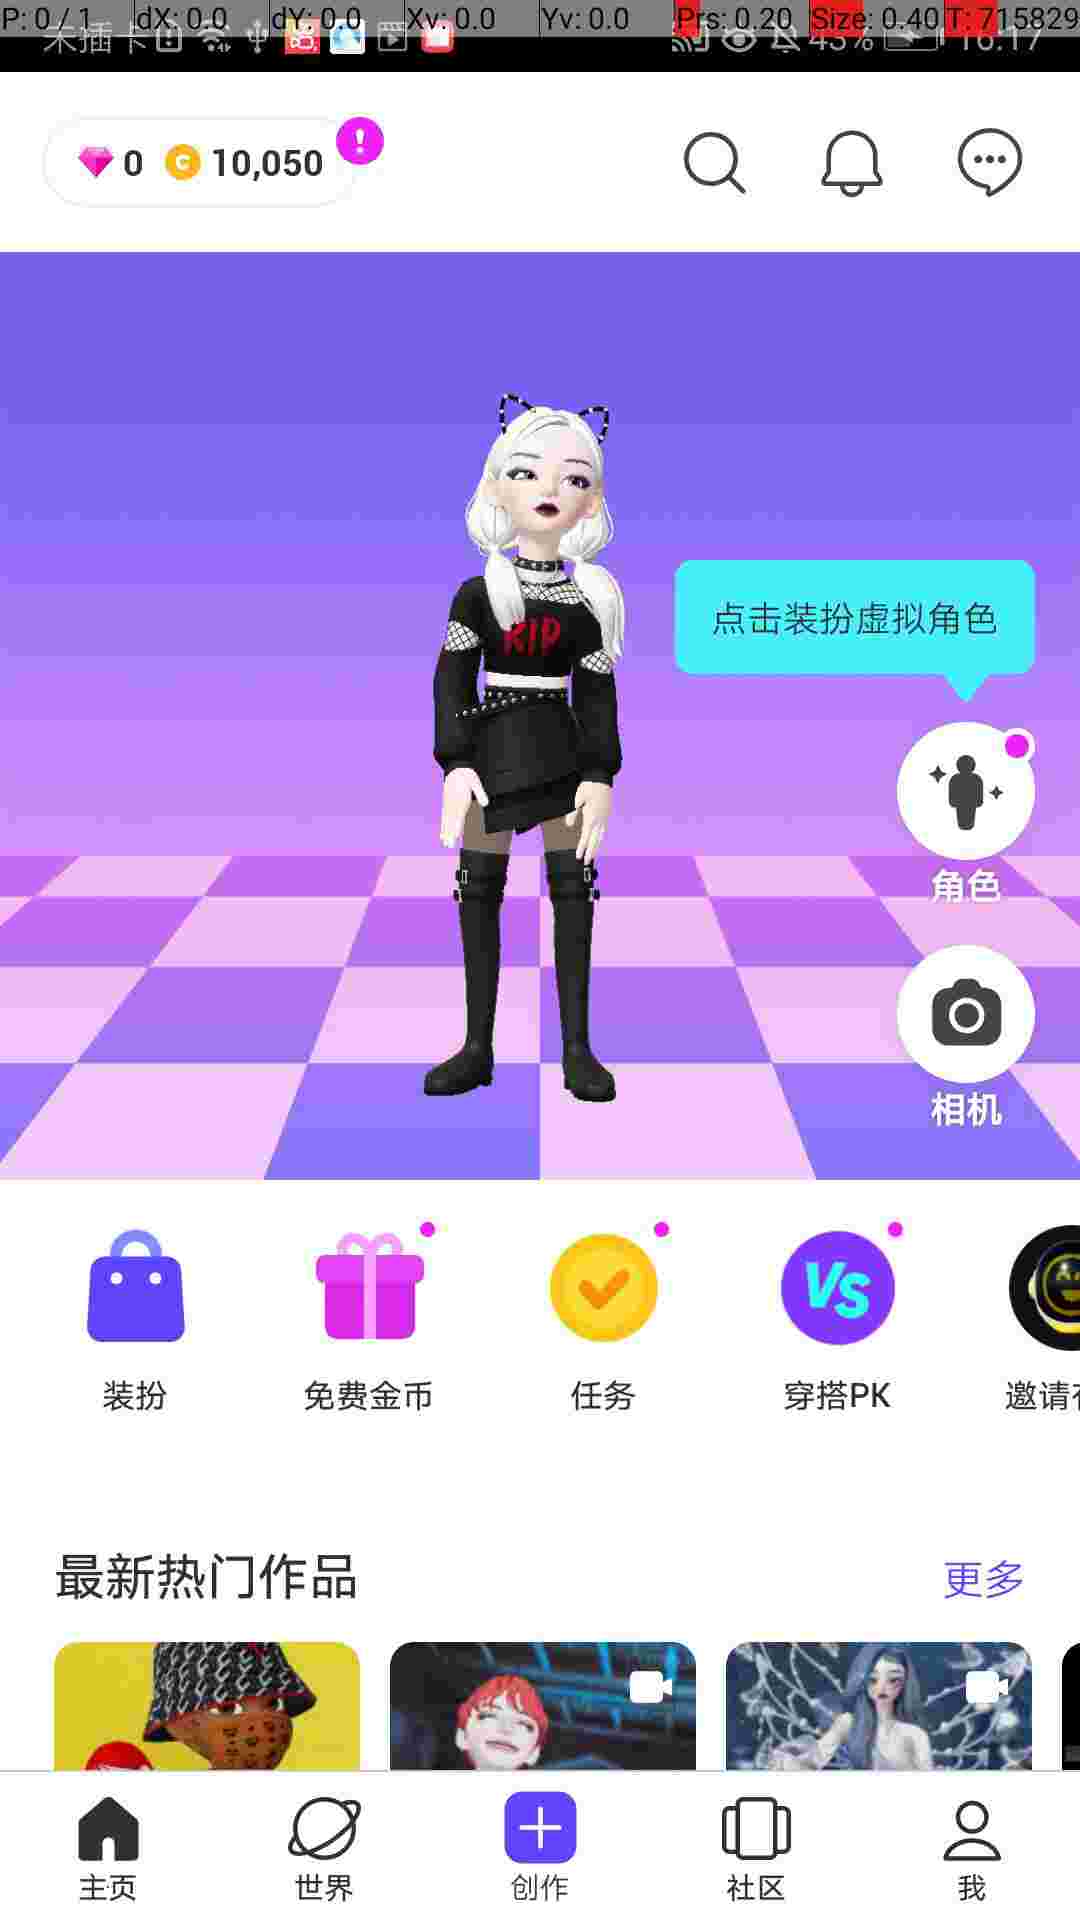 P: 0 / 1 dX: 0.0 dY: 0.0 Xv: 0.0 Yv: 0.0 Prs: 0.20 Size: 0.40 T: 715829
未插卡 43% 16:17
0 10,050
RIP
点击装扮虚拟角色
角色
相机
VS
装扮 免费金币 任务 穿搭PK 邀请
最新热门作品 更多
主页 世界 创作 社区 我